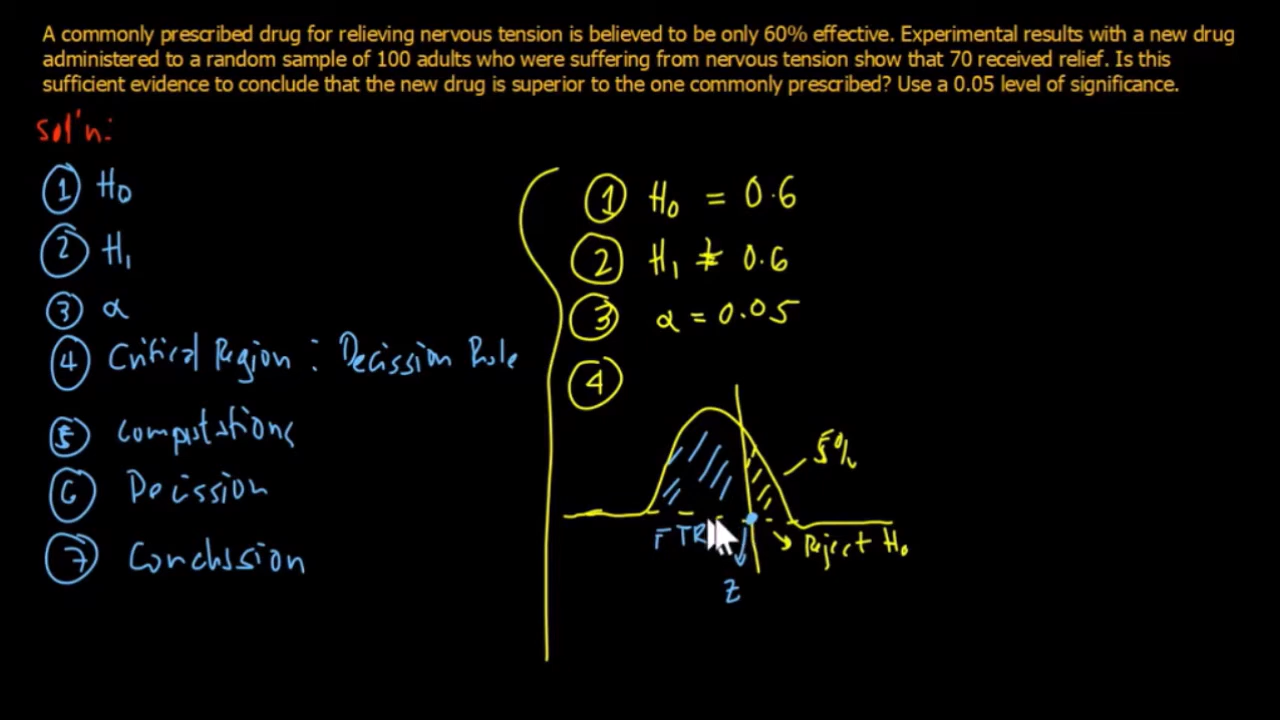 A commonly prescribed drug for relieving nervous tension is believed to be only 60% effective. Experimental results with a new drug
administered to a random sample of 100 adults who were suffering from nervous tension show that 70 received relief. Is this
sufficient evidence to conclude that the new drug is superior to the one commonly prescribed? Use a 0.05 level of significance.
Sol'n:
① H₀
② H₁
③ α
④ Critical Region : Decission Rule
⑤ Computations
⑥ Decission
⑦ Conclusion
① H₀ = 0.6
② H₁ ≠ 0.6
③ α = 0.05
④
5%
FTR
Reject H₀
Z